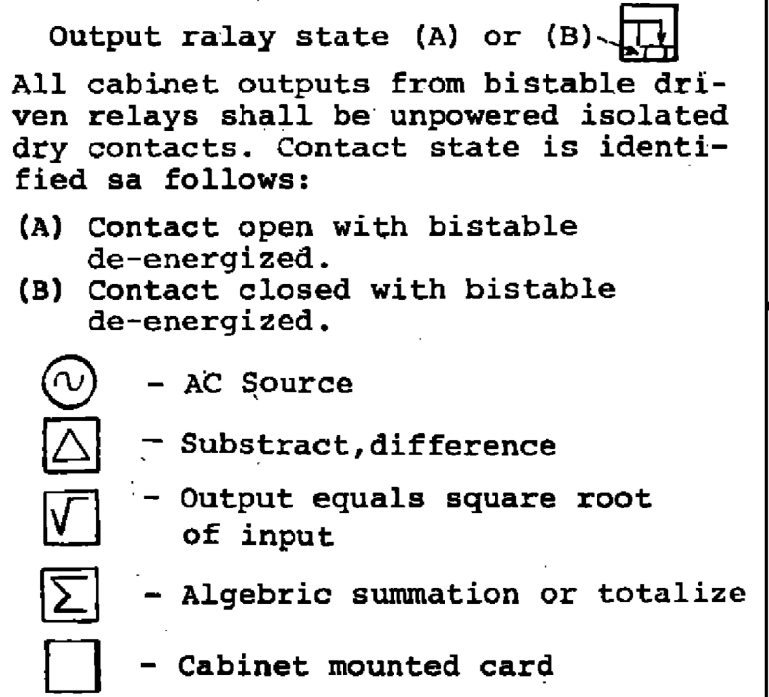 Output ralay state (A) or (B)
All cabinet outputs from bistable dri-
ven relays shall be unpowered isolated
dry contacts. Contact state is identi-
fied sa follows:
(A) Contact open with bistable
de-energized.
(B) Contact closed with bistable
de-energized.
- AC Source
- Substract,difference
- Output equals square root
of input
- Algebric summation or totalize
- Cabinet mounted card